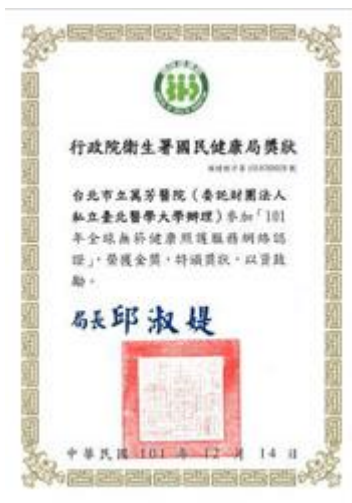 行政院衛生署國民健康局獎狀
台北市立萬芳醫院（委託財團法人
私立臺北醫學大學辦理）參加「101
年全球無菸健康照護服務網絡認
證」，榮獲金獎，特頒獎狀，以資鼓
勵。
局長邱淑媞
中華民國 101 年 12 月 14 日